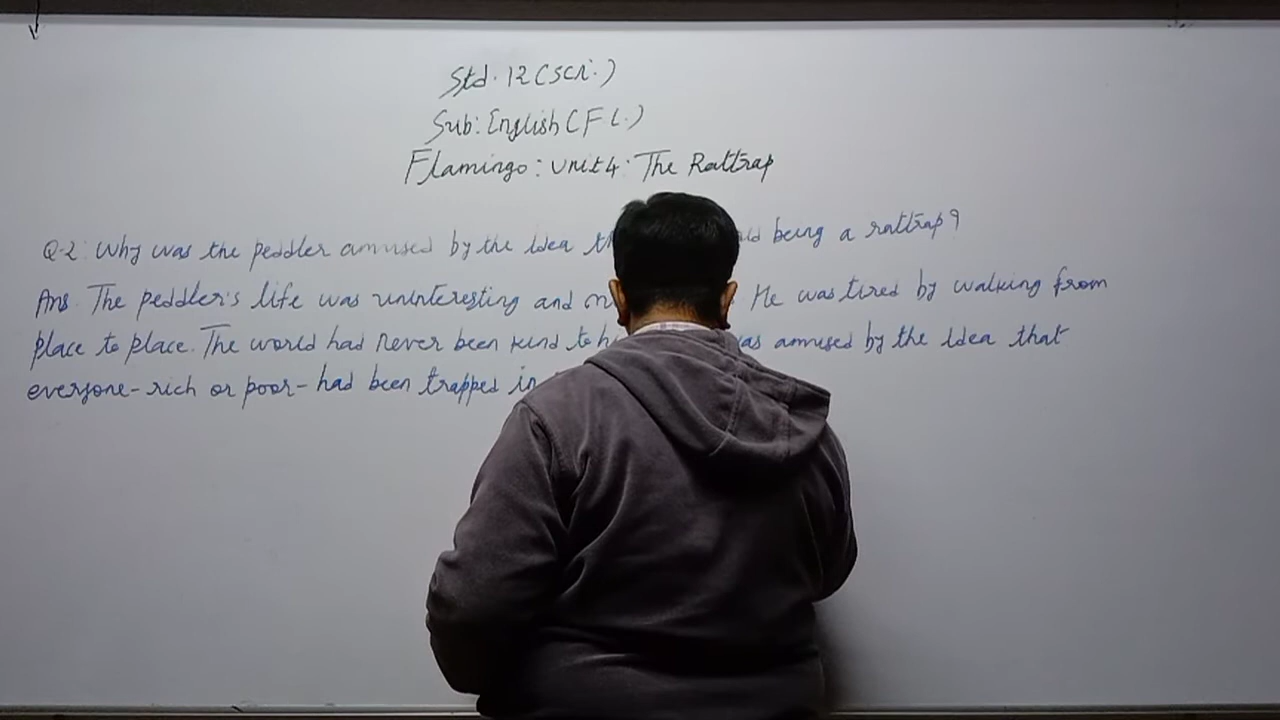 Std. 12 (Sci.)
Sub: English (F L.)
Flamingo: Unit 4: The Rattrap
Q-2: Why was the peddler amused by the idea being a rattrap?
Ans. The peddler's life was uninteresting and He was tired by walking from
place to place. The world had never been kind to amused by the idea that
everyone-rich or poor- had been trapped in